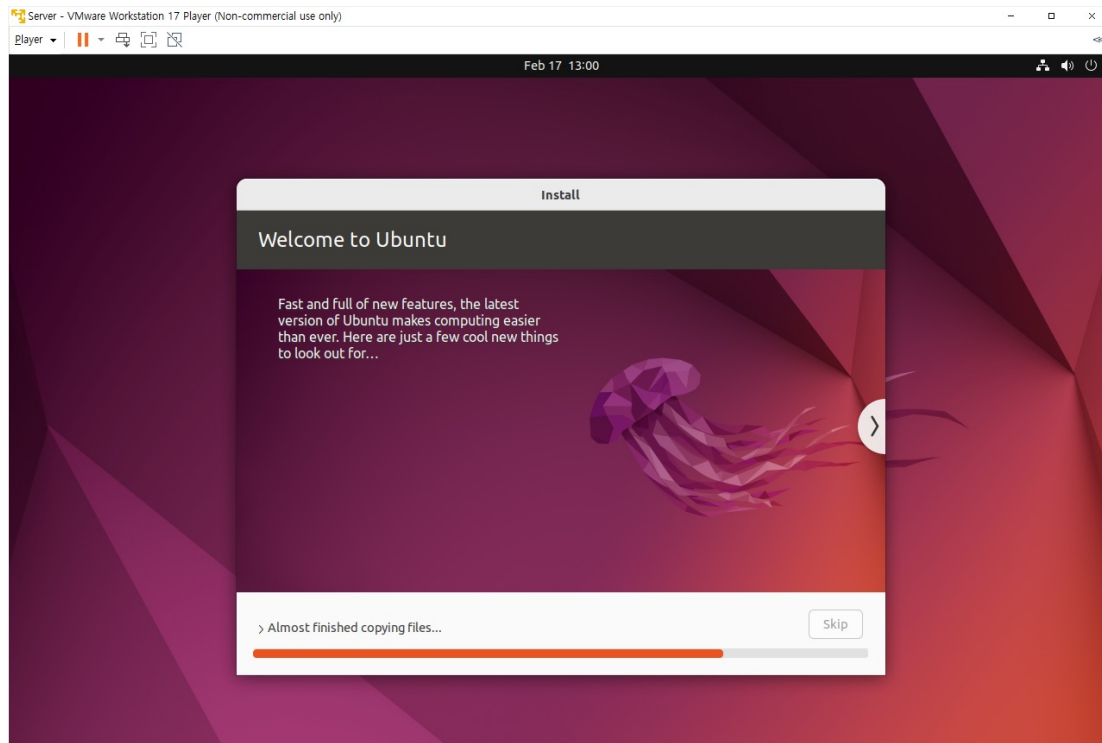 Server - VMware Workstation 17 Player (Non-commercial use only)
Player
Feb 17 13:00
Install
Welcome to Ubuntu
Fast and full of new features, the latest
version of Ubuntu makes computing easier
than ever. Here are just a few cool new things
to look out for...
Almost finished copying files...
Skip